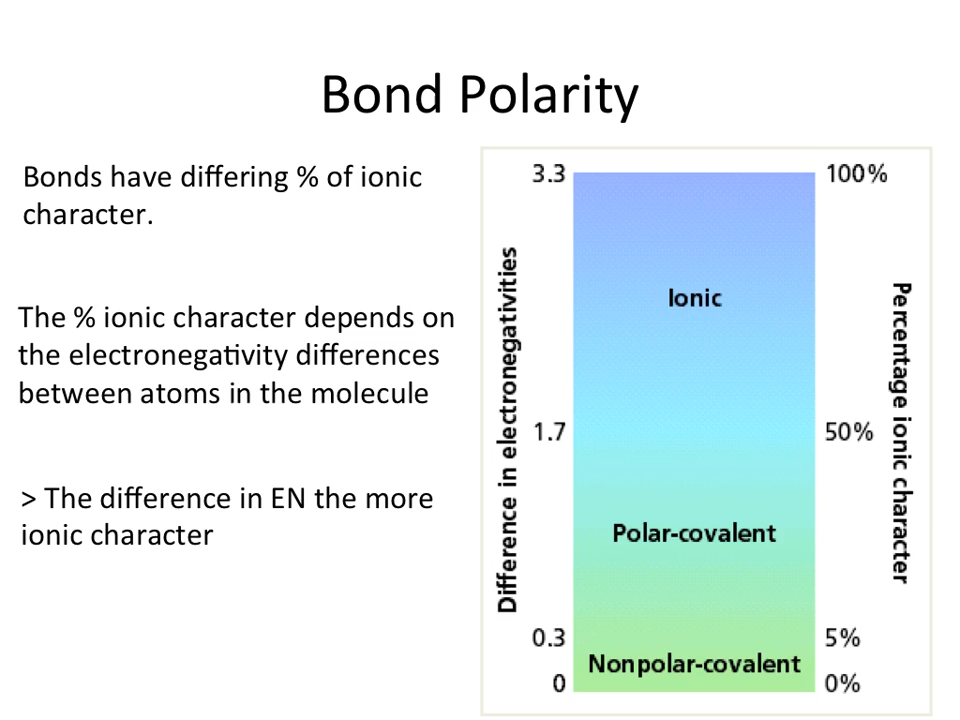 Bond Polarity
Bonds have differing % of ionic
character.
The % ionic character depends on
the electronegativity differences
between atoms in the molecule
> The difference in EN the more
ionic character
Difference in electronegativities
3.3
1.7
0.3
0
Ionic
Polar-covalent
Nonpolar-covalent
100%
50%
5%
0%
Percentage ionic character